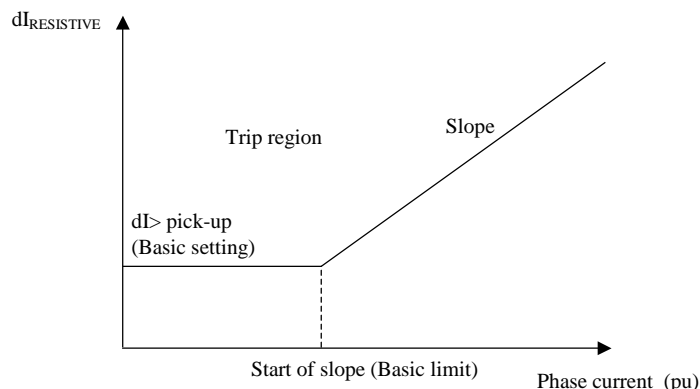 dI_RESISTIVE
Trip region
Slope
dI> pick-up
(Basic setting)
Start of slope (Basic limit)
Phase current (pu)